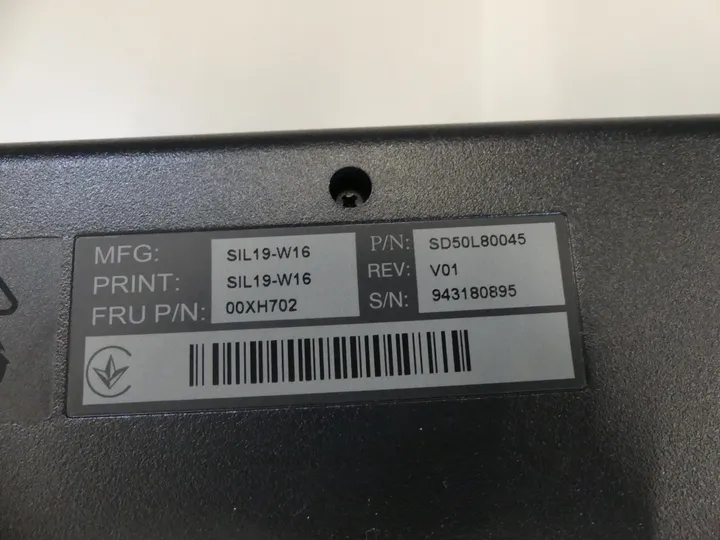 MFG: SIL19-W16 P/N: SD50L80045
PRINT: SIL19-W16 REV: V01
FRU P/N: 00XH702 S/N: 943180895